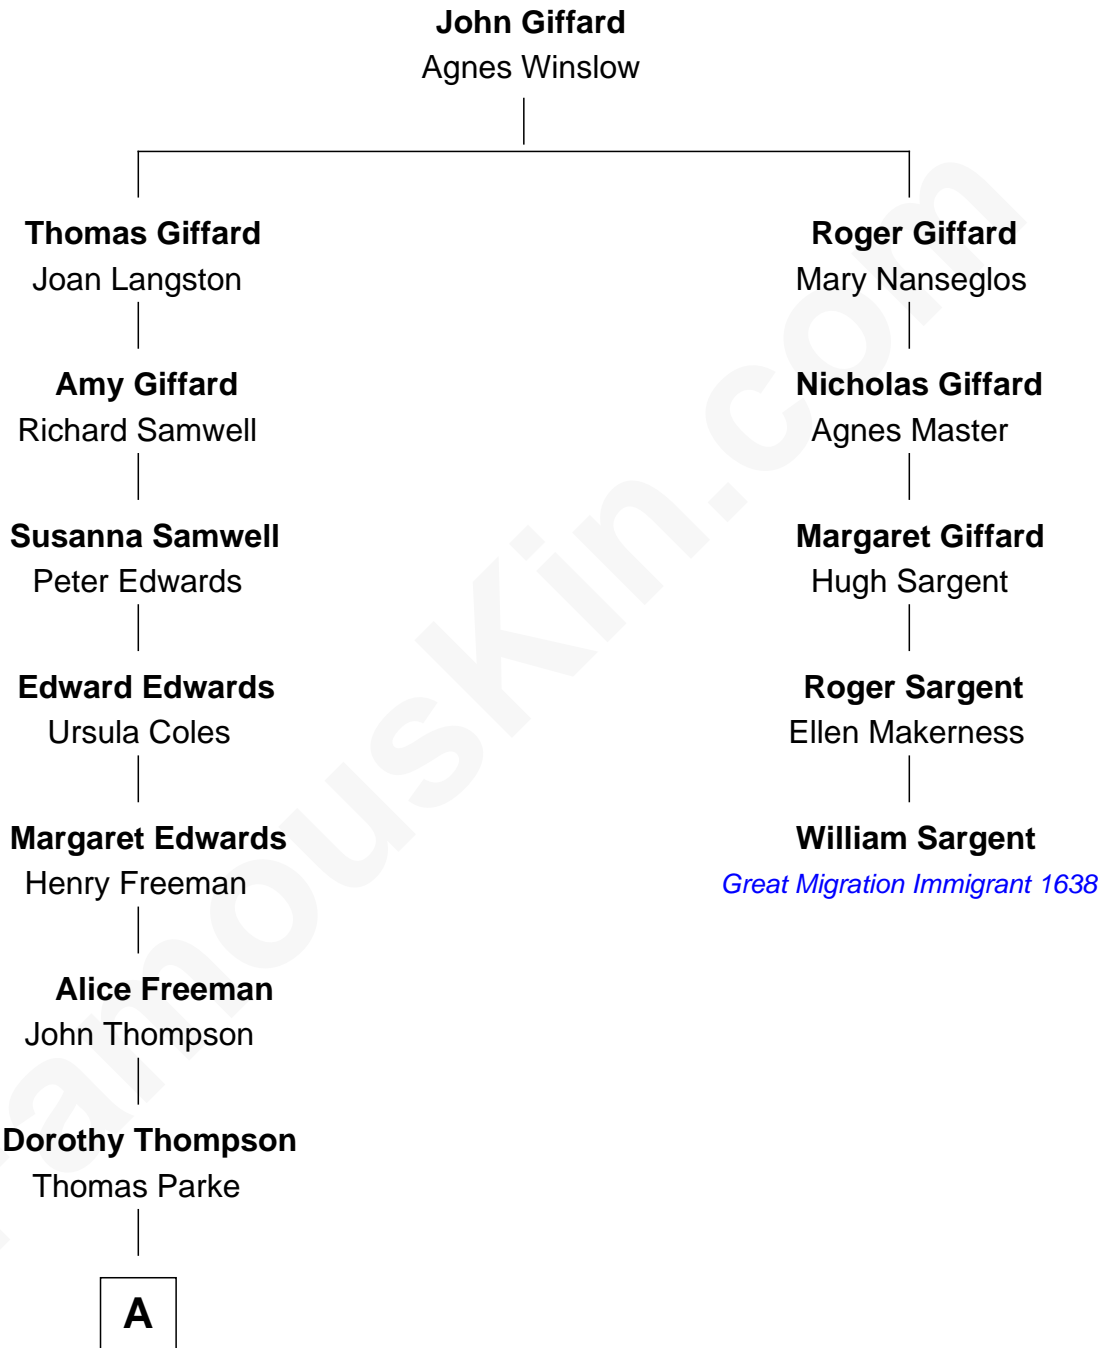 John Giffard
Agnes Winslow
Thomas Giffard
Joan Langston
Amy Giffard
Richard Samwell
Susanna Samwell
Peter Edwards
Edward Edwards
Ursula Coles
Margaret Edwards
Henry Freeman
Alice Freeman
John Thompson
Dorothy Thompson
Thomas Parke
A
Roger Giffard
Mary Nanseglos
Nicholas Giffard
Agnes Master
Margaret Giffard
Hugh Sargent
Roger Sargent
Ellen Makerness
William Sargent
Great Migration Immigrant 1638
FamousKin.com